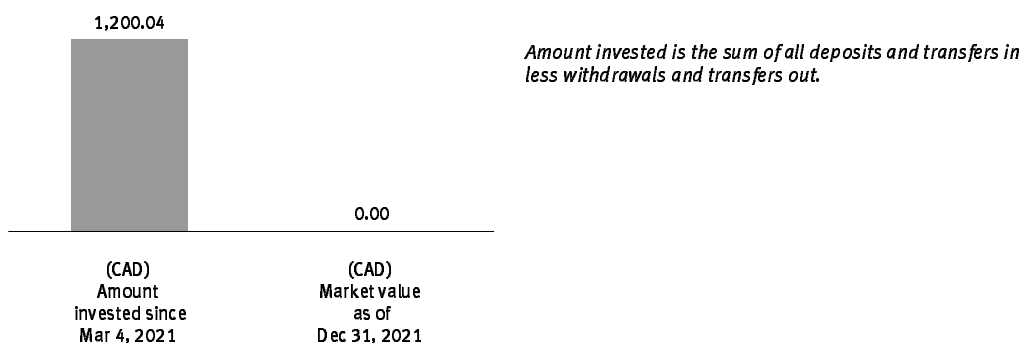 1,200.04
Amount invested is the sum of all deposits and transfers in
less withdrawals and transfers out.
0.00
(CAD)
Amount
invested since
Mar 4, 2021
(CAD)
Market value
as of
Dec 31, 2021